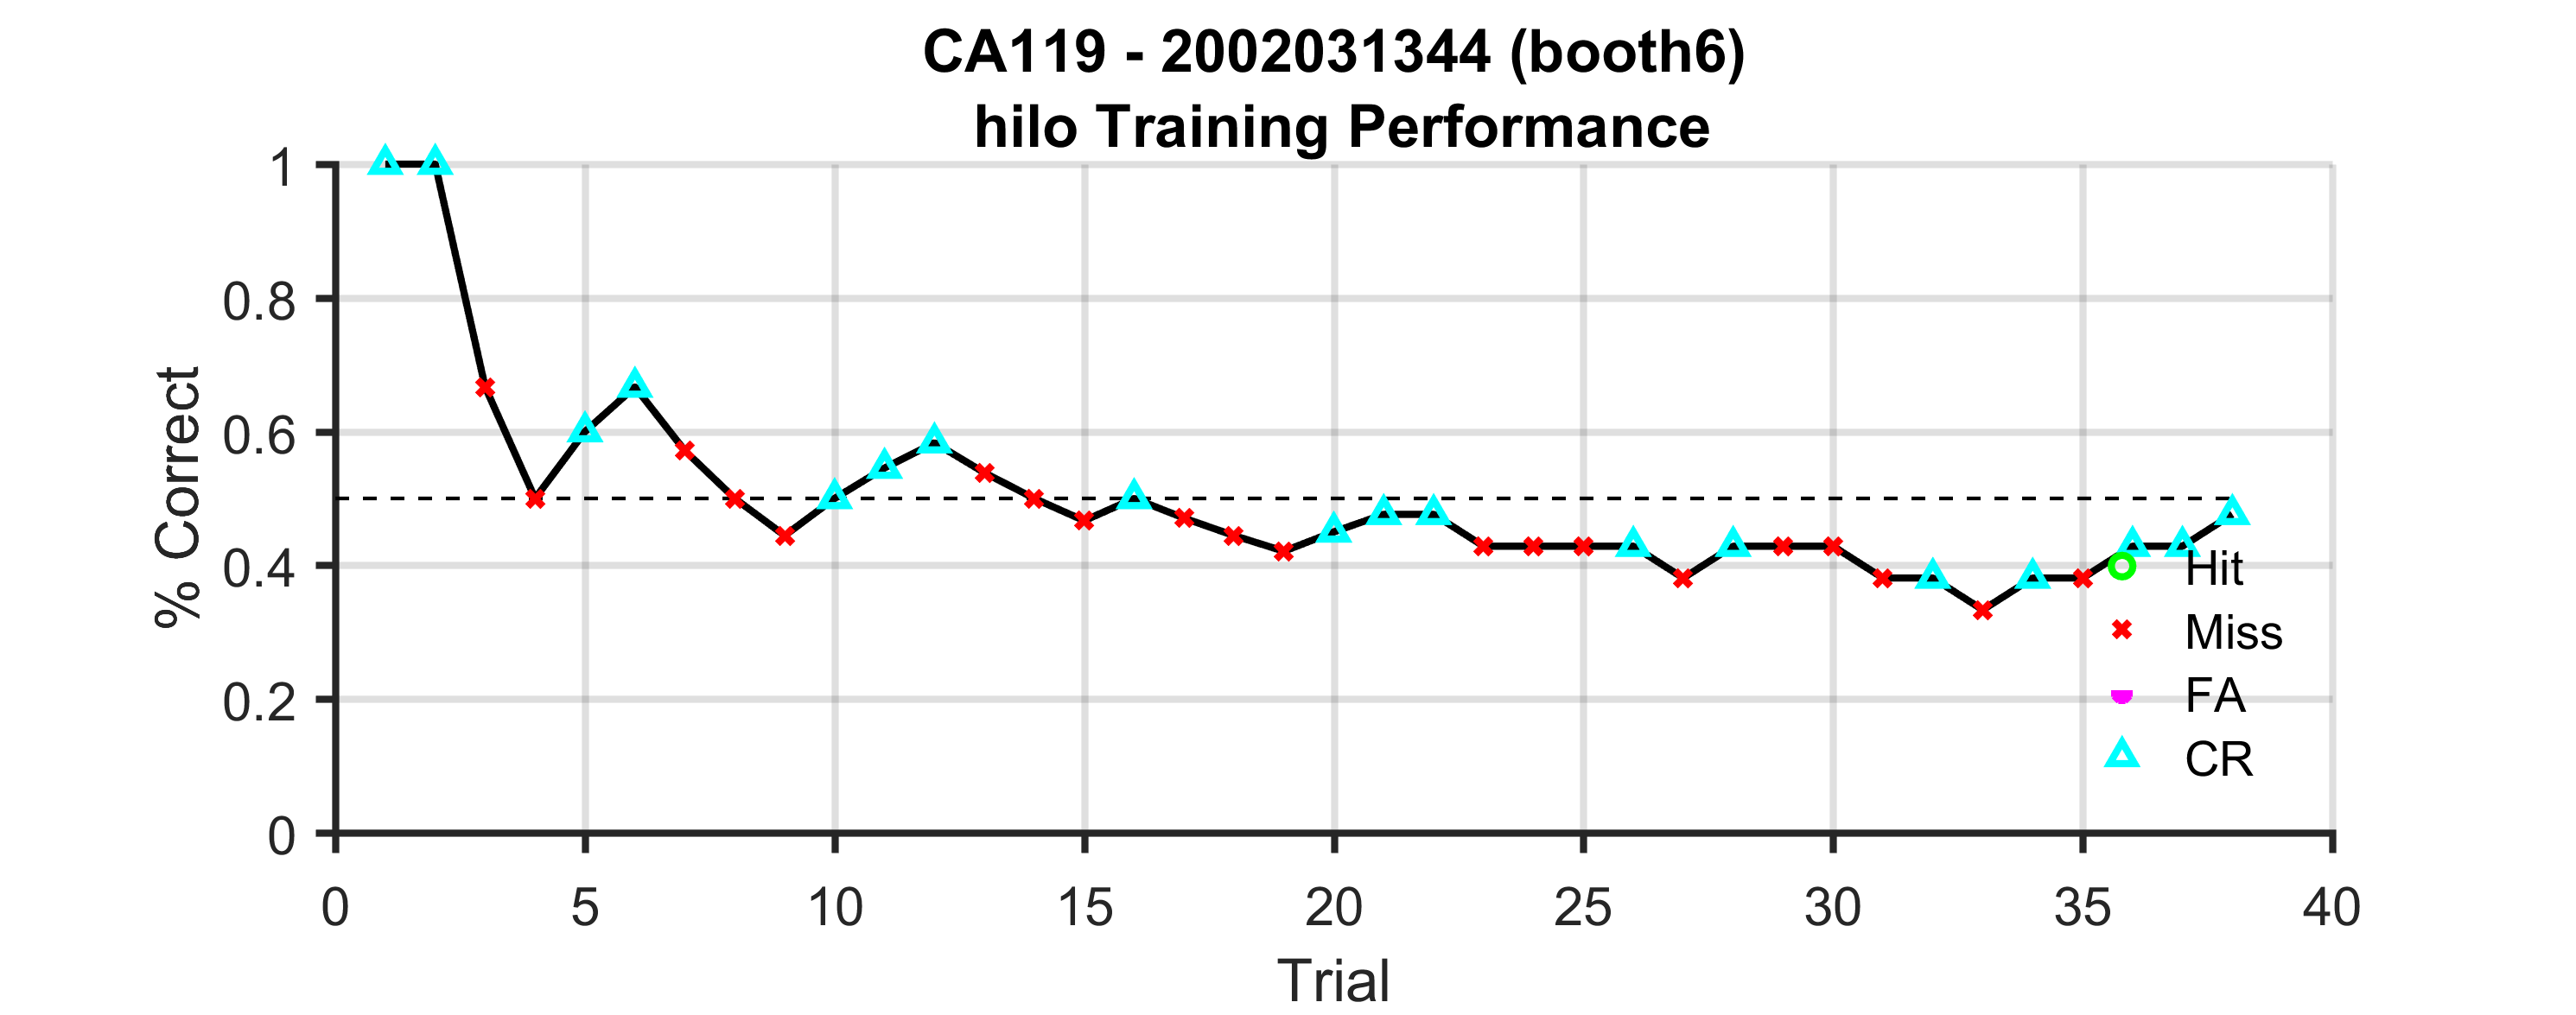 CA119 - 2002031344 (booth6)
hilo Training Performance
% Correct
1
0.8
0.6
0.4
0.2
0
0 5 10 15 20 25 30 35 40
Trial
Hit
Miss
FA
CR